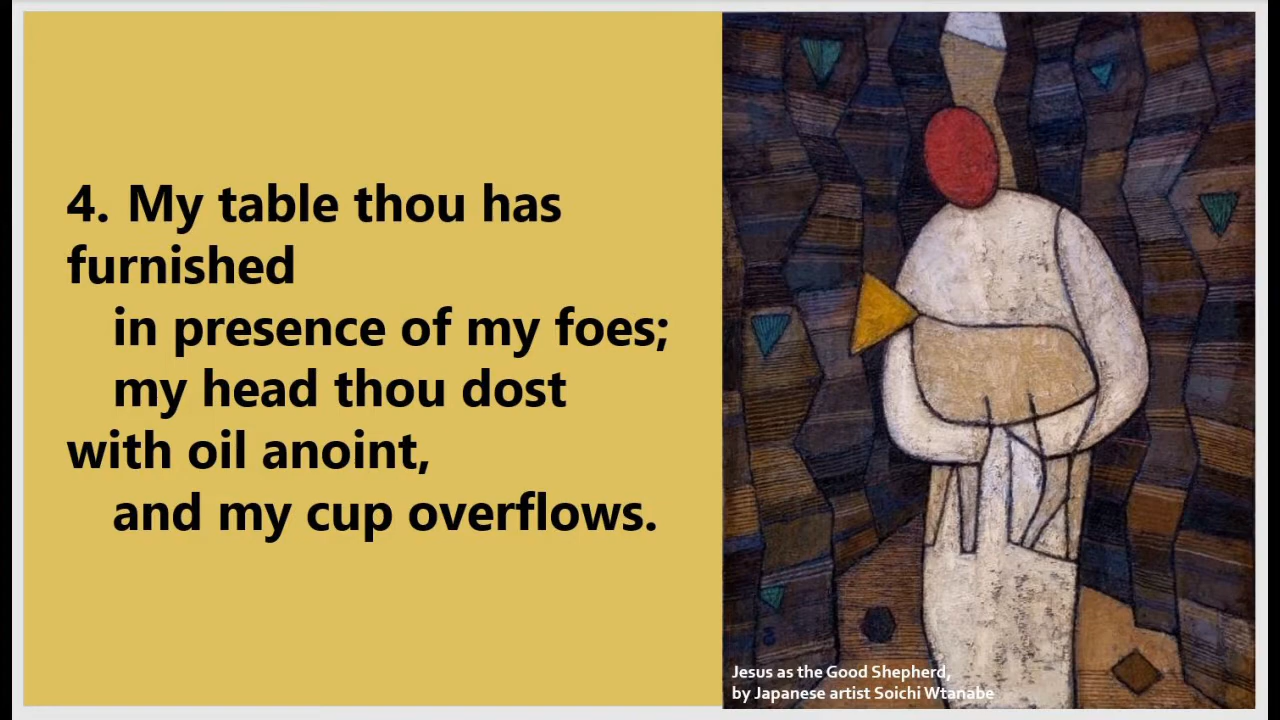 4. My table thou has
furnished
in presence of my foes;
my head thou dost
with oil anoint,
and my cup overflows.
Jesus as the Good Shepherd,
by Japanese artist Soichi Wtanabe